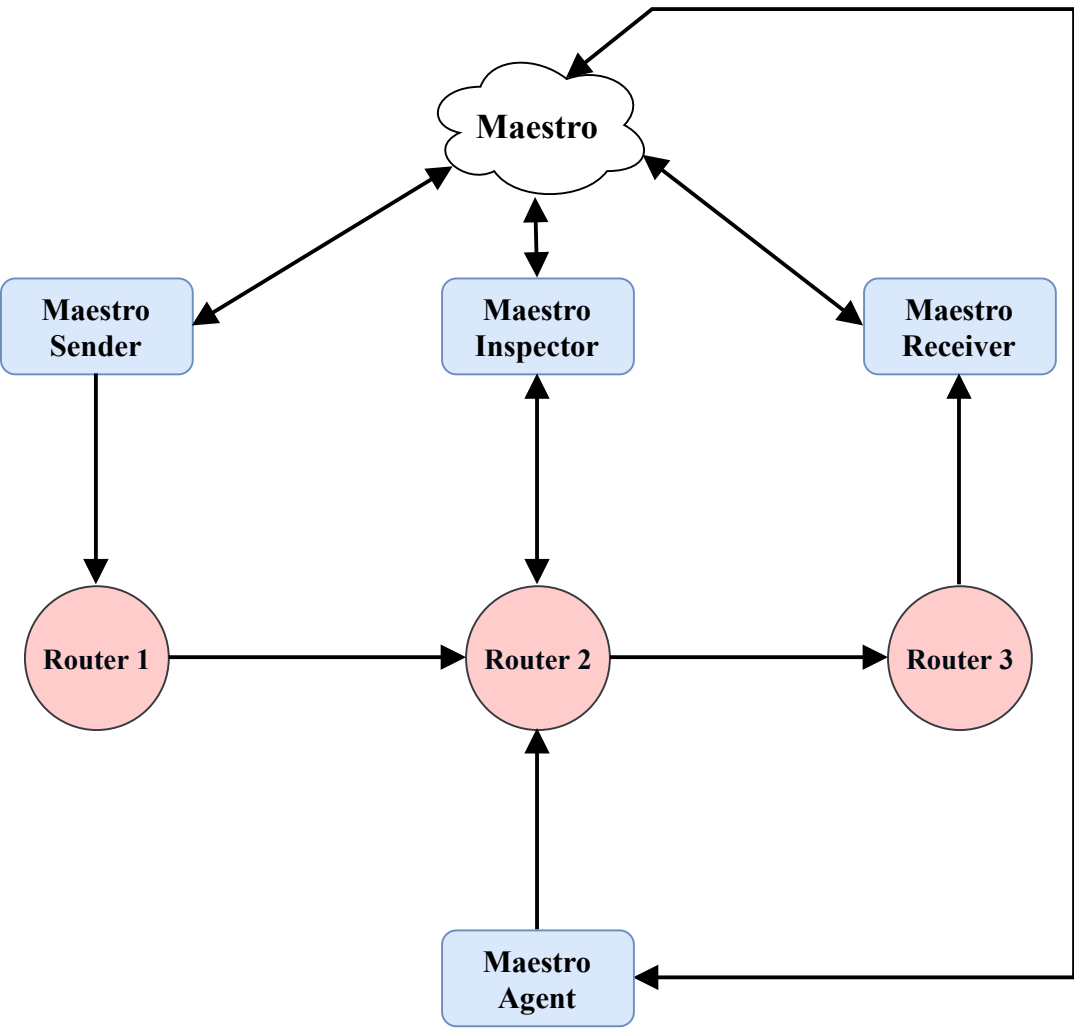 Maestro
Maestro
Sender
Maestro
Inspector
Maestro
Receiver
Router 1
Router 2
Router 3
Maestro
Agent